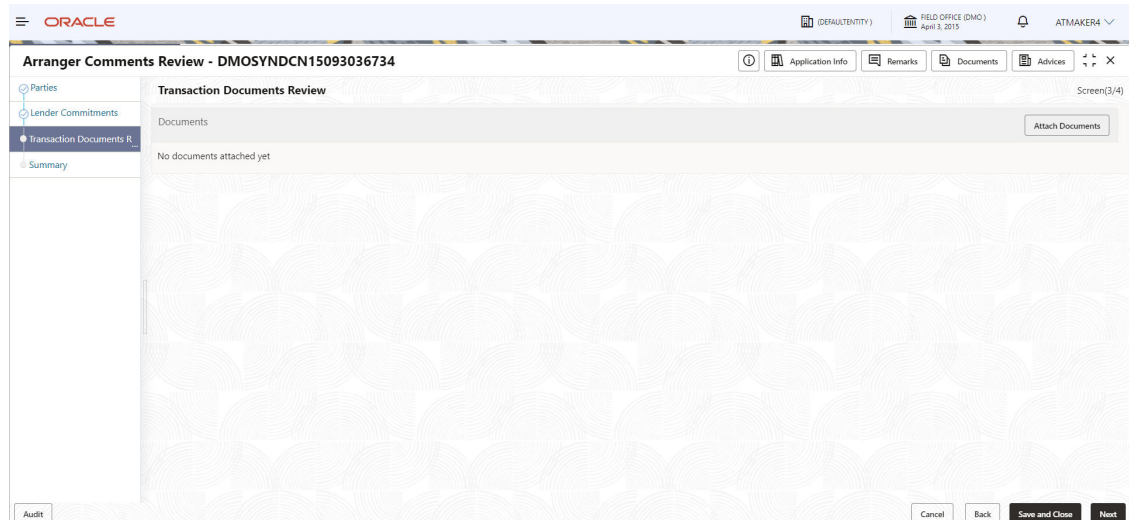 ORACLE
(DEFAULTENTITY )
FIELD OFFICE (DMO )
April 3, 2015
ATMAKER4
Arranger Comments Review - DMOSYNDCN15093036734
Application Info
Remarks
Documents
Advices
Parties
Lender Commitments
Transaction Documents R...
Summary
Transaction Documents Review
Screen(3/4)
Documents
Attach Documents
No documents attached yet
Audit
Cancel
Back
Save and Close
Next